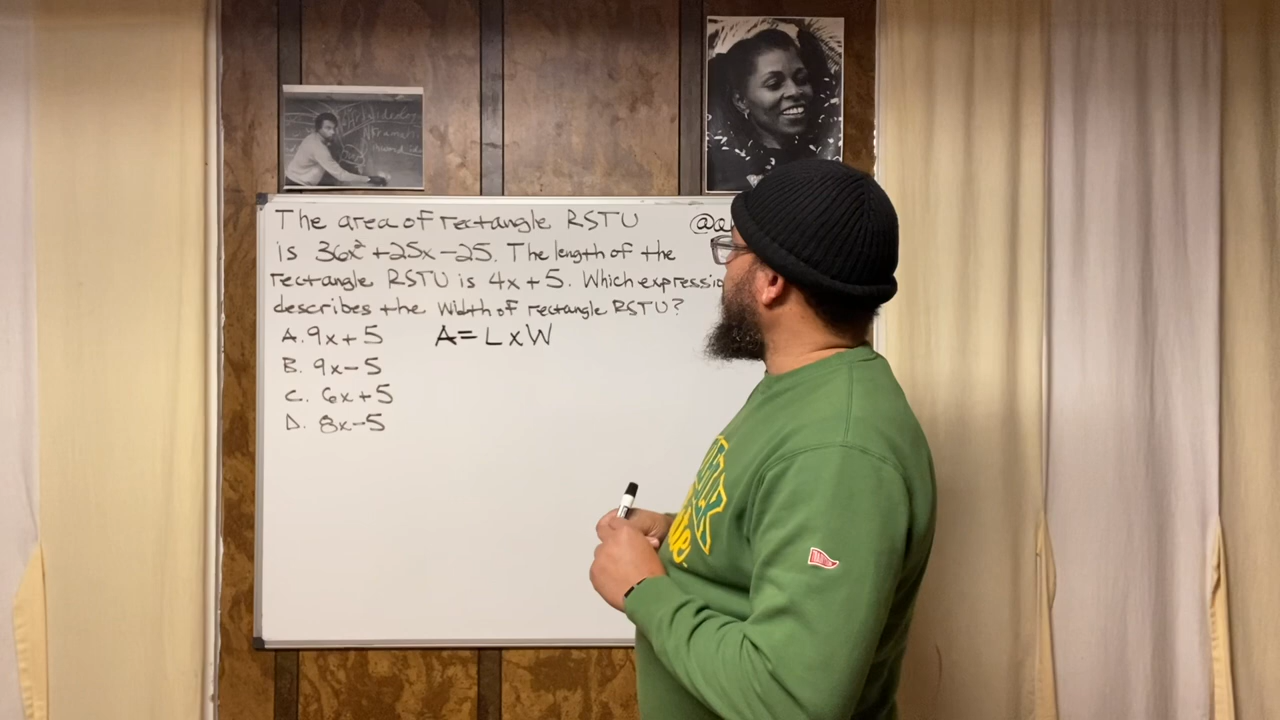 The area of rectangle RSTU
is 36x² + 25x - 25. The length of the
rectangle RSTU is 4x + 5. Which
describes the width of rectangle RSTU?
A. 9x + 5
B. 9x - 5
C. 6x + 5
D. 8x - 5
A = L x W